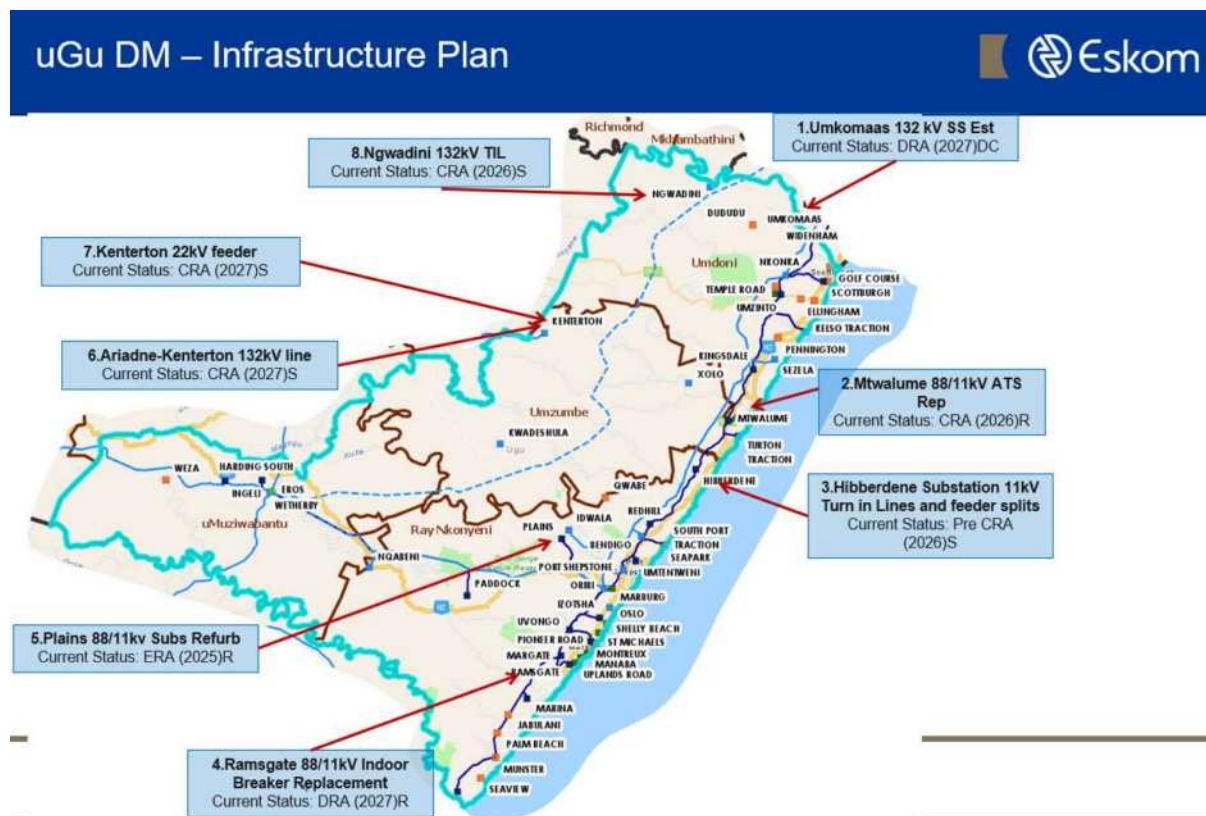 uGu DM – Infrastructure Plan
Eskom
1.Umkomaas 132 kV SS Est
Current Status: DRA (2027)DC
8.Ngwadini 132kV TIL
Current Status: CRA (2026)S
7.Kenterton 22kV feeder
Current Status: CRA (2027)S
6.Ariadne-Kenterton 132kV line
Current Status: CRA (2027)S
2.Mtwalume 88/11kV ATS
Rep
Current Status: CRA (2026)R
3.Hibberdene Substation 11kV
Turn in Lines and feeder splits
Current Status: Pre CRA
(2026)S
5.Plains 88/11kv Subs Refurb
Current Status: ERA (2025)R
4.Ramsgate 88/11kV Indoor
Breaker Replacement
Current Status: DRA (2027)R
Richmond
Mkhambathini
NGWADINI
DUDUDU
UMKOMAAS
WIDENHAM
Umdoni
NKONKA
GOLF COURSE
TEMPLE ROAD
SCOTTBURGH
UMZINTO
ELLINGHAM
KELSO TRACTION
KENTERTON
PENNINGTON
KINGSDALE
SEZELA
XOLO
Umzumbe
MTWALUME
KWADESHULA
Ugu
TURTON
TRACTION
HIBBERDENE
WEZA
HARDING SOUTH
INGELI
EROS
WETHERBY
uMuziwabantu
QWABE
Ray Nkonyeni
PLAINS
IDWALA
REDHILL
BENDIGO
SOUTH PORT
TRACTION
SEAPARK
NQABENI
PORT SHEPSTONE
UMTENTWENI
PADDOCK
ORIBI
MARBURG
IZOTSHA
OSLO
UVONGO
SHELLY BEACH
PIONEER ROAD
ST MICHAELS
MARGATE
MONTREUX
MANABA
RAMSGATE
UPLANDS ROAD
MARINA
JABULANI
PALM BEACH
MUNSTER
SEAVIEW